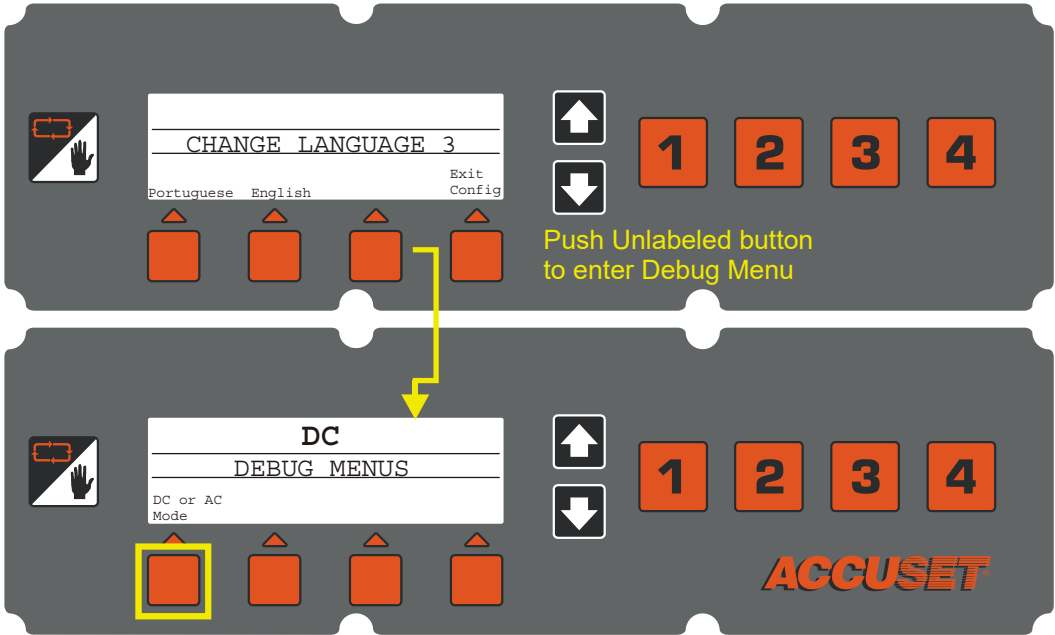 CHANGE LANGUAGE 3
Portuguese English Exit Config
1 2 3 4
Push Unlabeled button
to enter Debug Menu
DC
DEBUG MENUS
DC or AC
Mode
1 2 3 4
ACCUSET